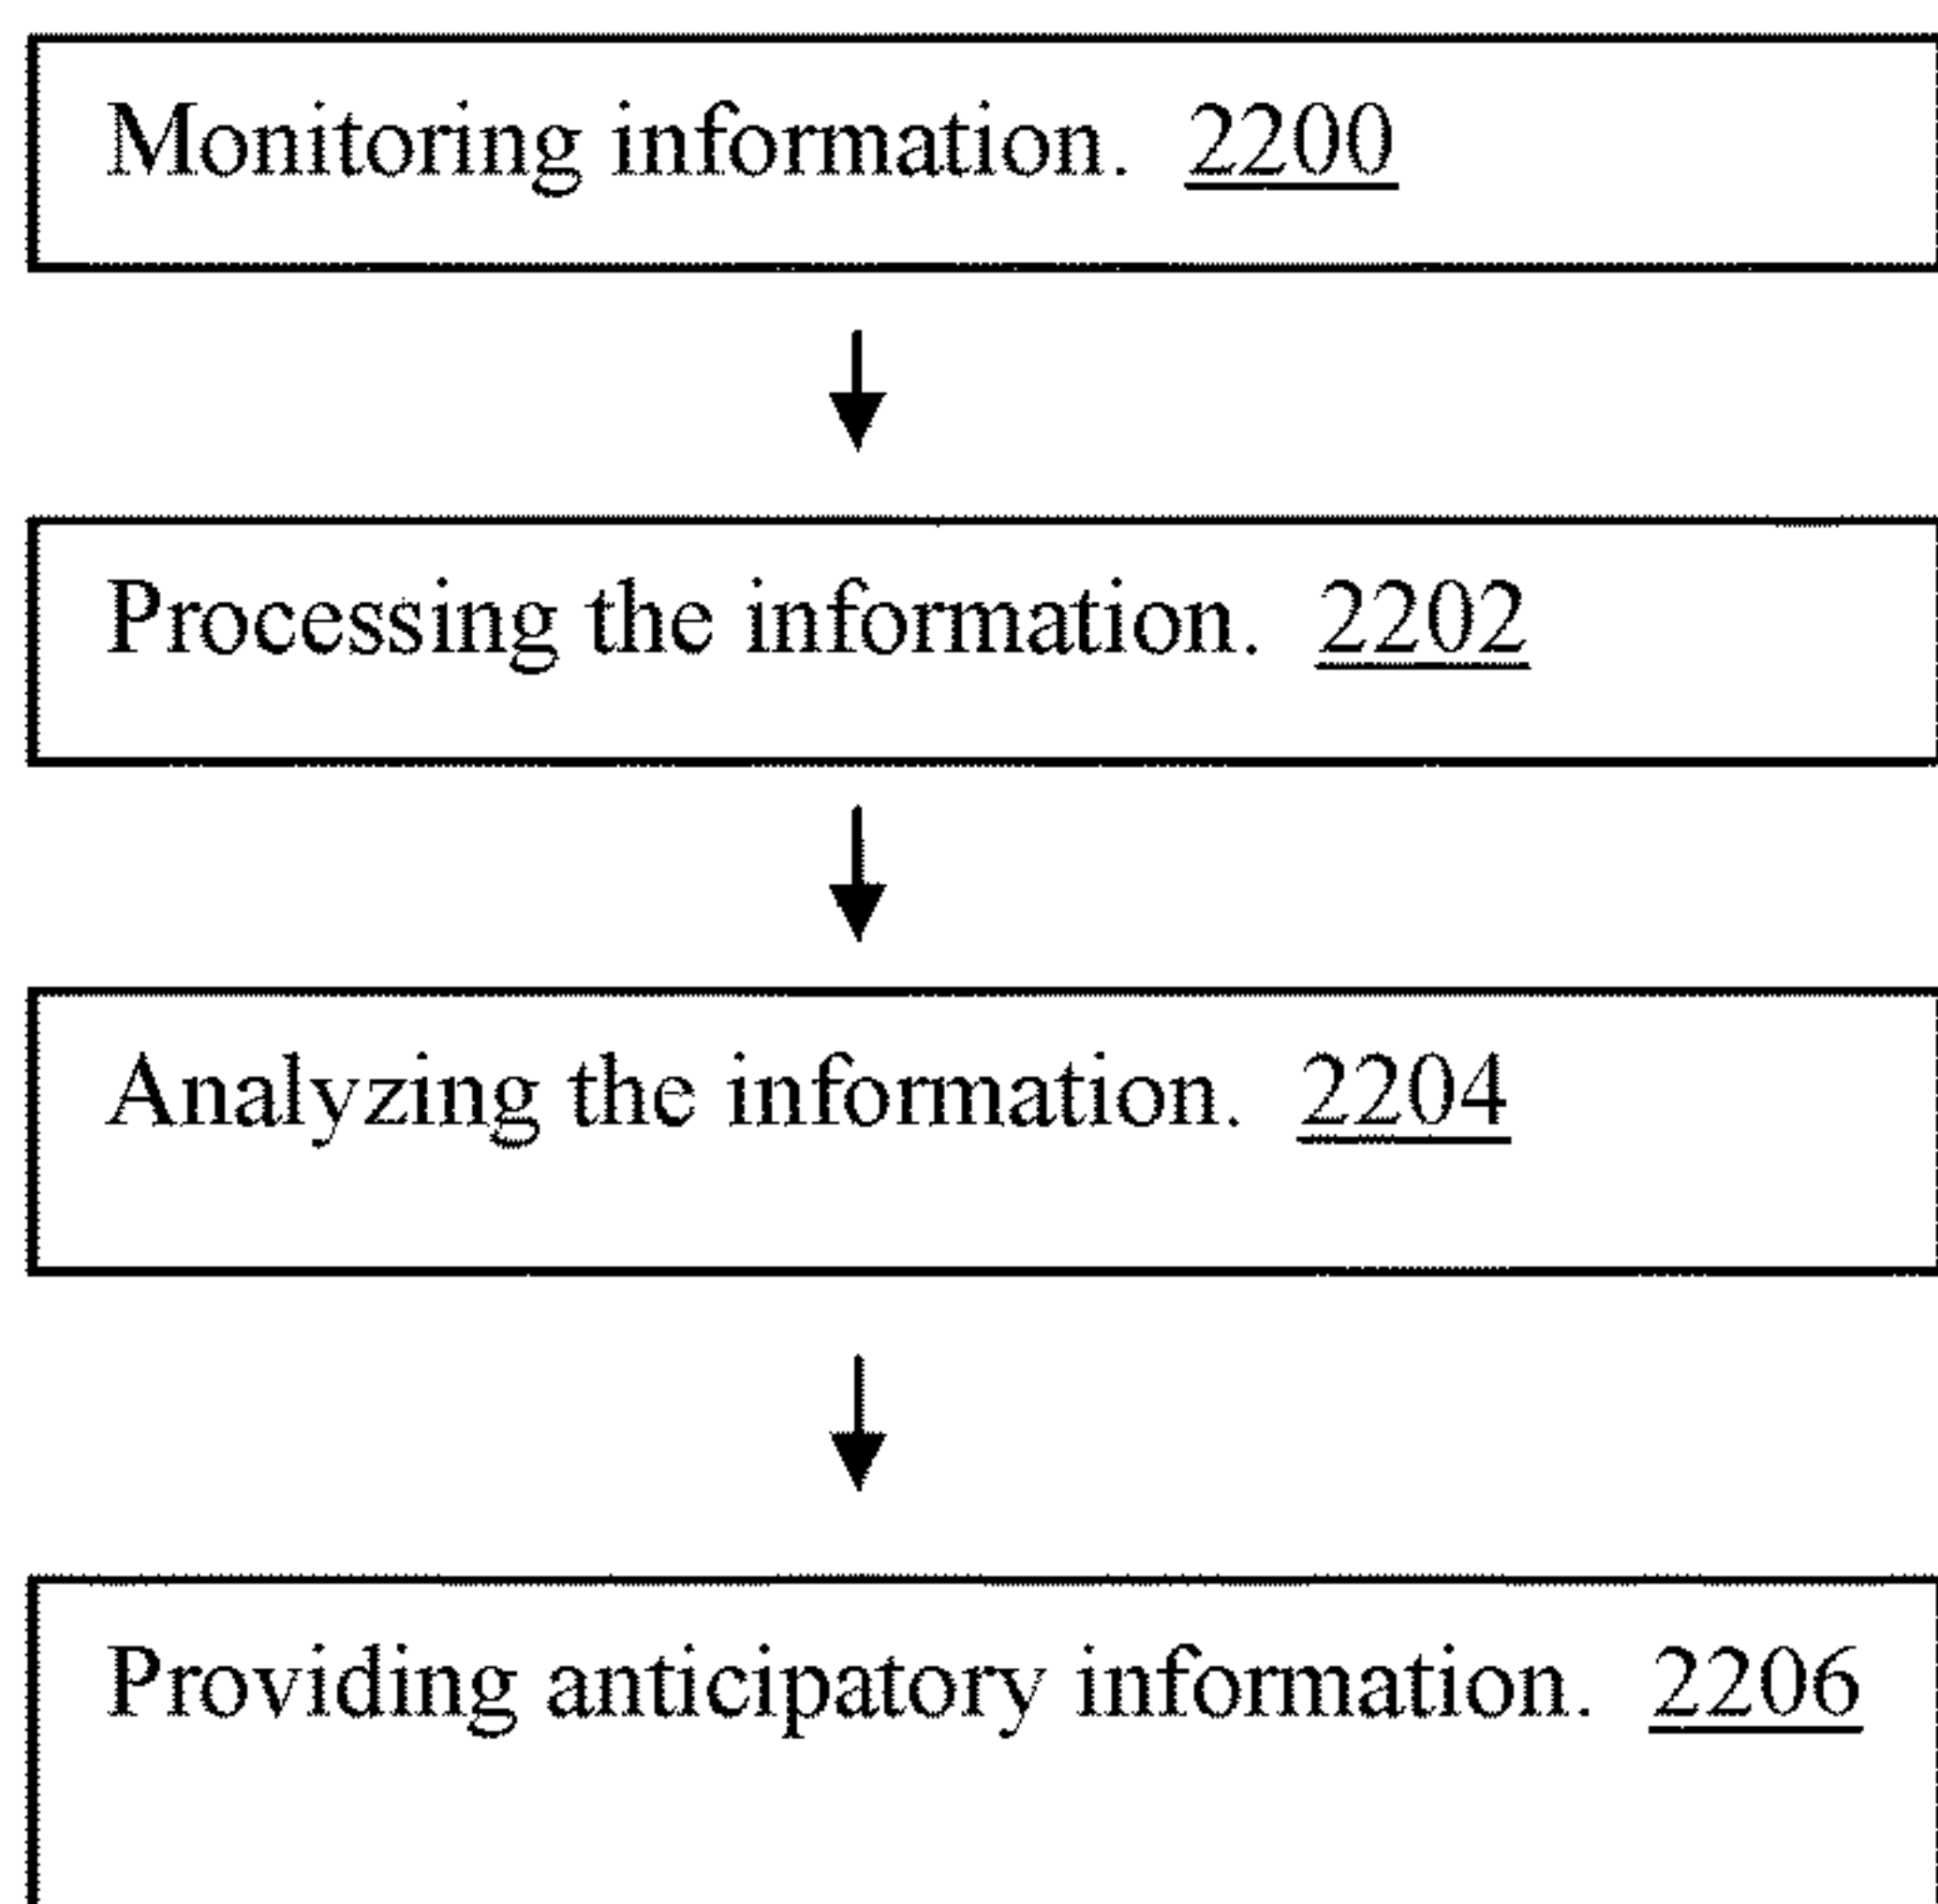 Monitoring information. 2200
Processing the information. 2202
Analyzing the information. 2204
Providing anticipatory information. 2206